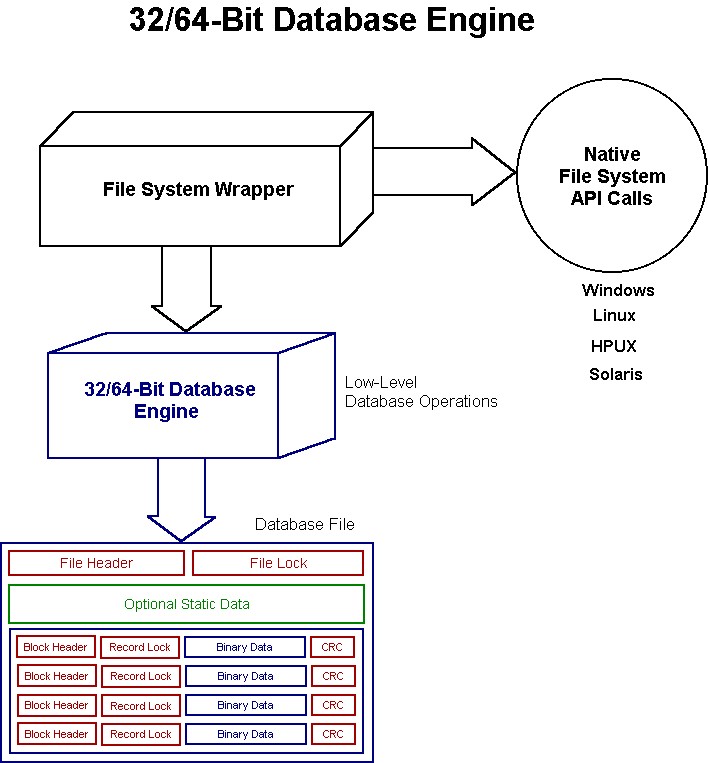 32/64-Bit Database Engine
File System Wrapper
Native
File System
API Calls
Windows
Linux
HPUX
Solaris
32/64-Bit Database
Engine
Low-Level
Database Operations
Database File
File Header File Lock
Optional Static Data
Block Header Record Lock Binary Data CRC
Block Header Record Lock Binary Data CRC
Block Header Record Lock Binary Data CRC
Block Header Record Lock Binary Data CRC